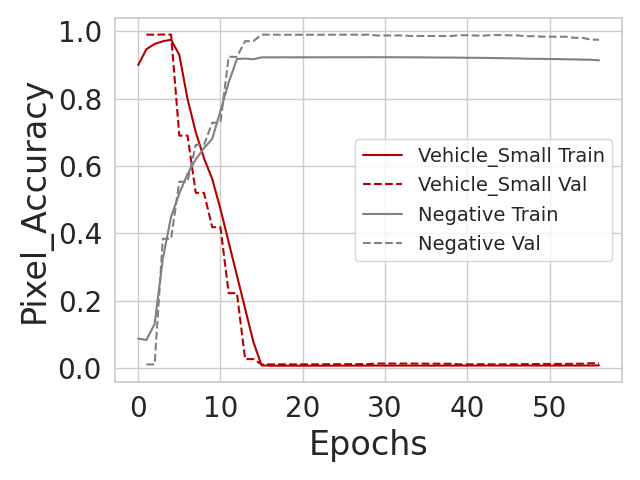 1.0
0.8
0.6
0.4
0.2
0.0
Pixel_Accuracy
Vehicle_Small Train
Vehicle_Small Val
Negative Train
Negative Val
0 10 20 30 40 50
Epochs